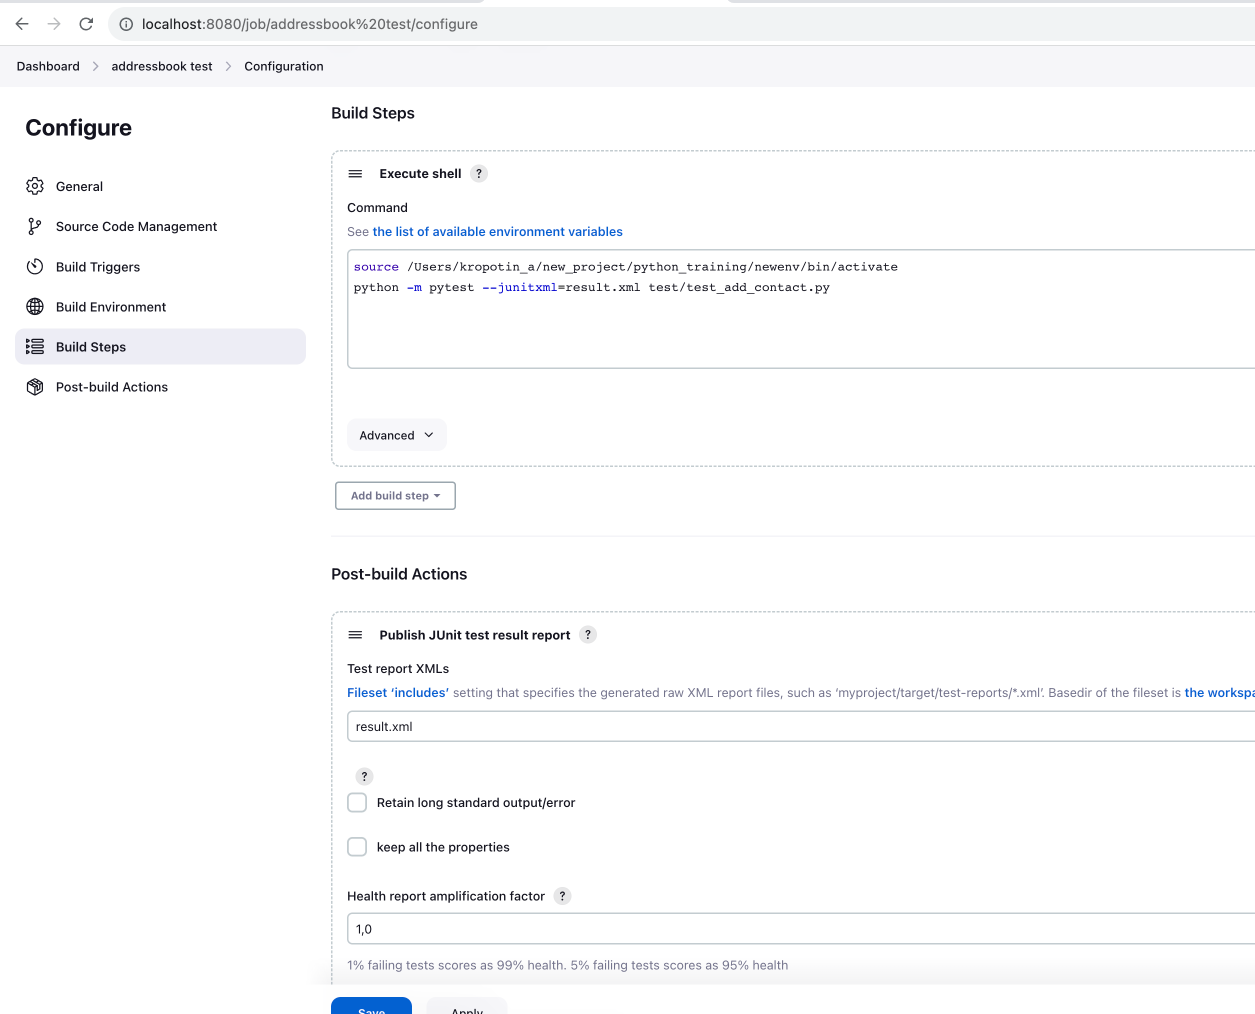 localhost:8080/job/addressbook%20test/configure
Dashboard > addressbook test > Configuration
Configure
General
Source Code Management
Build Triggers
Build Environment
Build Steps
Post-build Actions
Build Steps
Execute shell ?
Command
See the list of available environment variables
source /Users/kropotin_a/new_project/python_training/newenv/bin/activate
python -m pytest --junitxml=result.xml test/test_add_contact.py
Advanced
Add build step
Post-build Actions
Publish JUnit test result report ?
Test report XMLs
Fileset ‘includes’ setting that specifies the generated raw XML report files, such as ‘myproject/target/test-reports/*.xml’. Basedir of the fileset is the
result.xml
?
Retain long standard output/error
keep all the properties
Health report amplification factor ?
1,0
1% failing tests scores as 99% health. 5% failing tests scores as 95% health
Save Apply